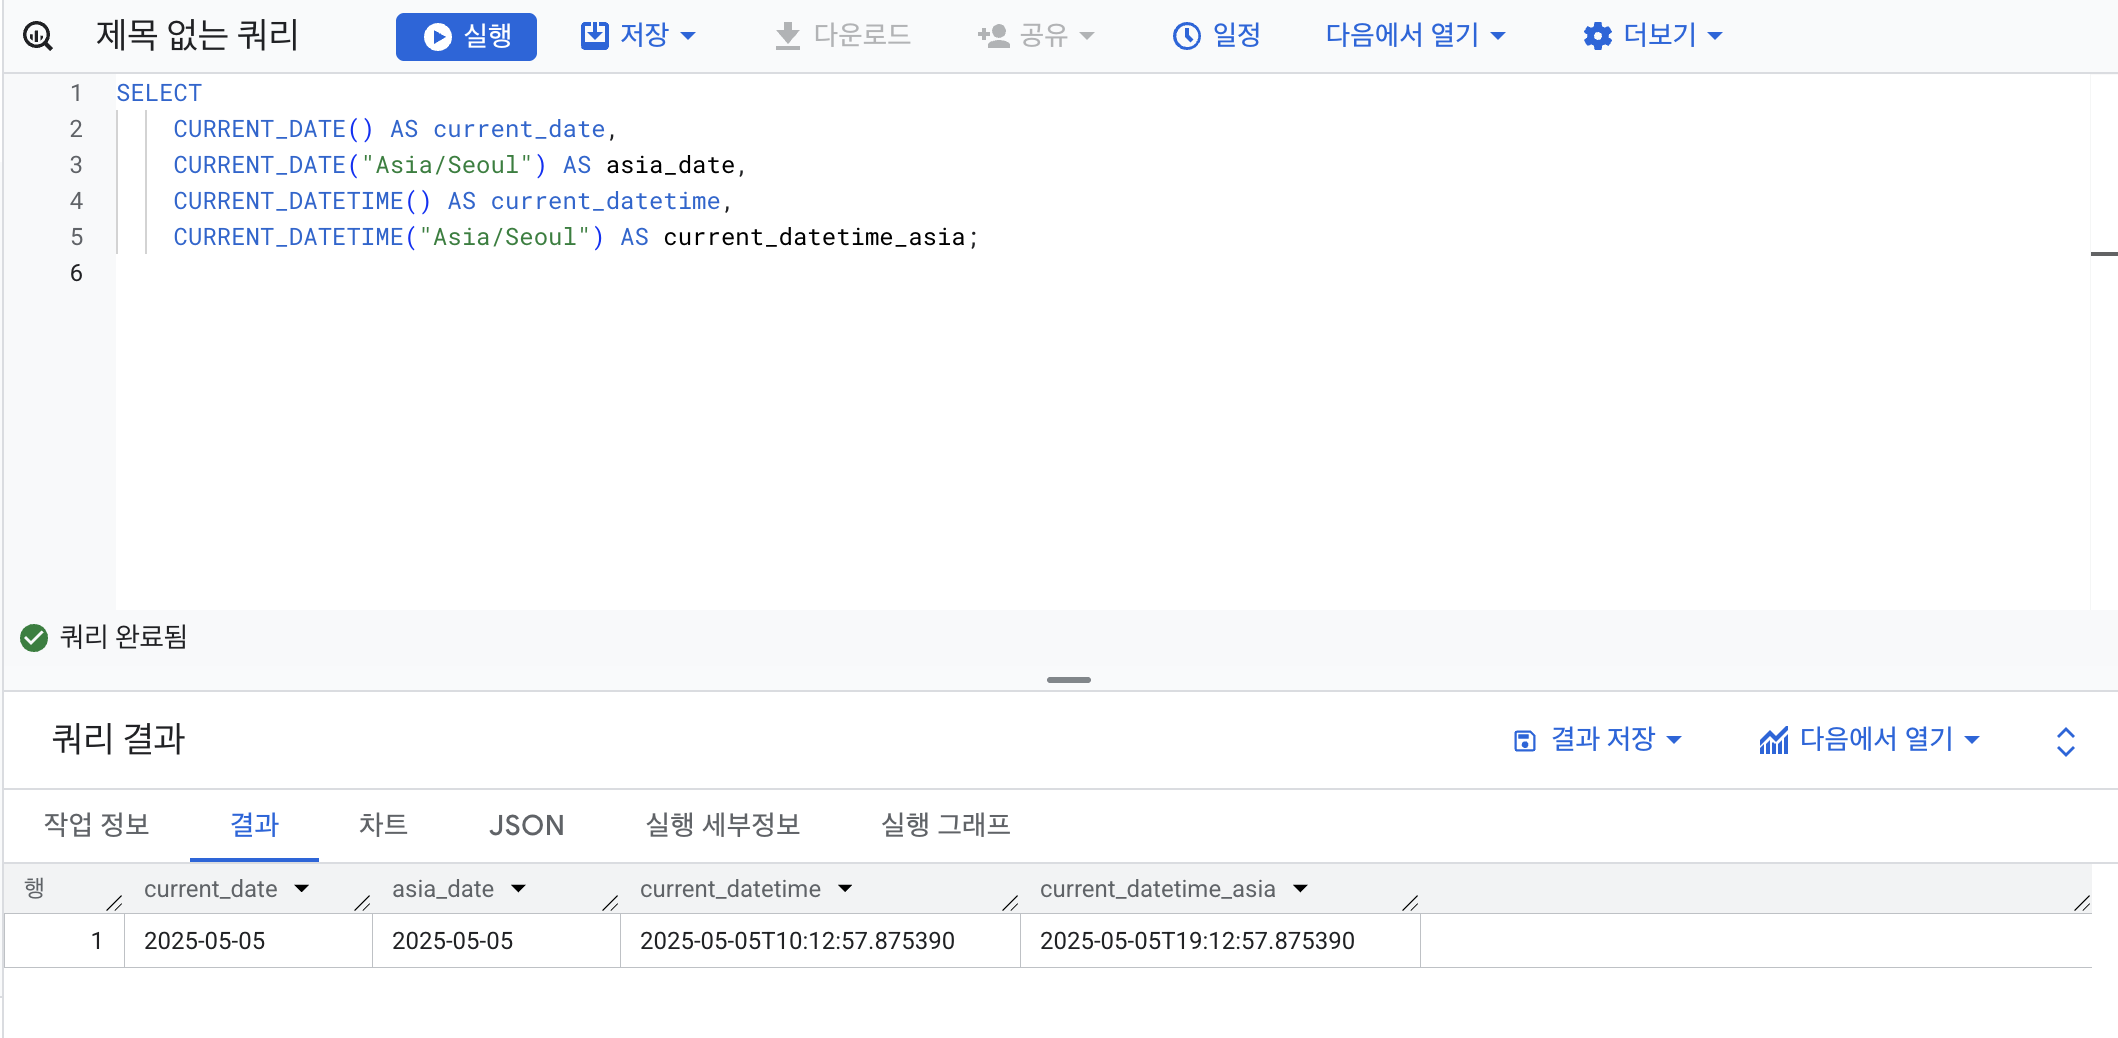 제목 없는 쿼리 실행 저장 다운로드 공유 일정 다음에서 열기 더보기
1 SELECT
2 CURRENT_DATE() AS current_date,
3 CURRENT_DATE("Asia/Seoul") AS asia_date,
4 CURRENT_DATETIME() AS current_datetime,
5 CURRENT_DATETIME("Asia/Seoul") AS current_datetime_asia;
6
쿼리 완료됨
쿼리 결과 결과 저장 다음에서 열기
작업 정보 결과 차트 JSON 실행 세부정보 실행 그래프
행 current_date asia_date current_datetime current_datetime_asia
1 2025-05-05 2025-05-05 2025-05-05T10:12:57.875390 2025-05-05T19:12:57.875390